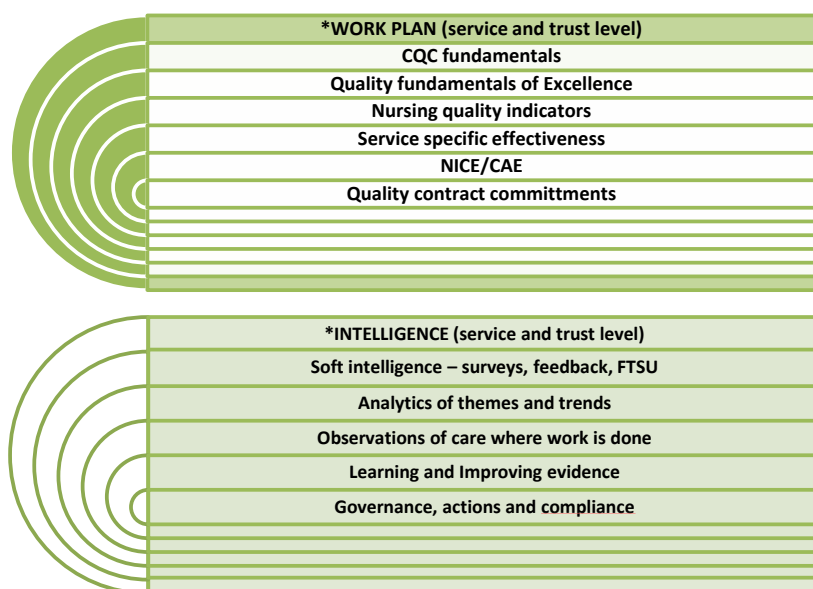 *WORK PLAN (service and trust level)
CQC fundamentals
Quality fundamentals of Excellence
Nursing quality indicators
Service specific effectiveness
NICE/CAE
Quality contract committments
*INTELLIGENCE (service and trust level)
Soft intelligence – surveys, feedback, FTSU
Analytics of themes and trends
Observations of care where work is done
Learning and Improving evidence
Governance, actions and compliance